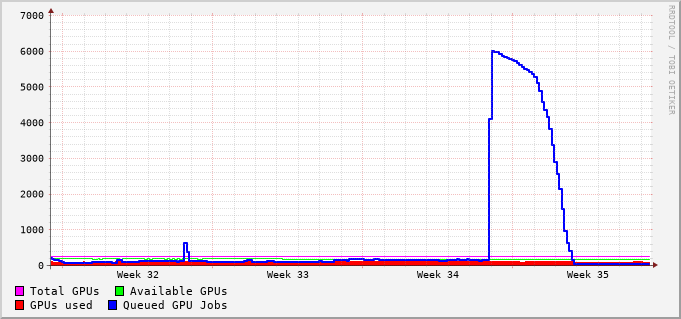 7000
6000
5000
4000
3000
2000
1000
0
Week 32 Week 33 Week 34 Week 35
Total GPUs Available GPUs
GPUs used Queued GPU Jobs
RRDTOOL / TOBI OETIKER